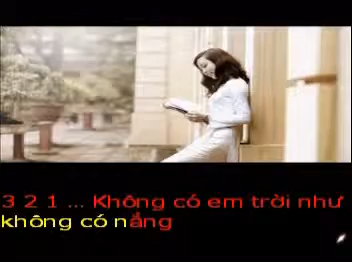 3 2 1 ... Không có em trời như
không có nắng